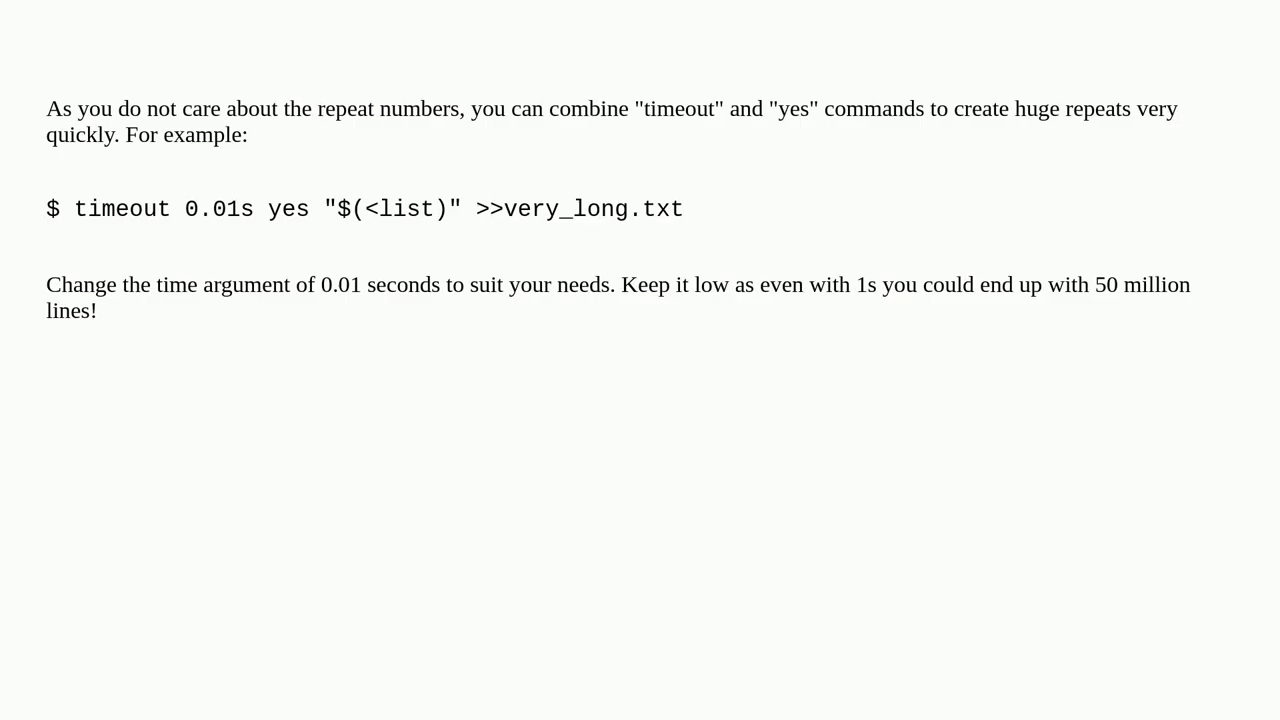 As you do not care about the repeat numbers, you can combine "timeout" and "yes" commands to create huge repeats very
quickly. For example:
$ timeout 0.01s yes "$(<list)" >>very_long.txt
Change the time argument of 0.01 seconds to suit your needs. Keep it low as even with 1s you could end up with 50 million
lines!